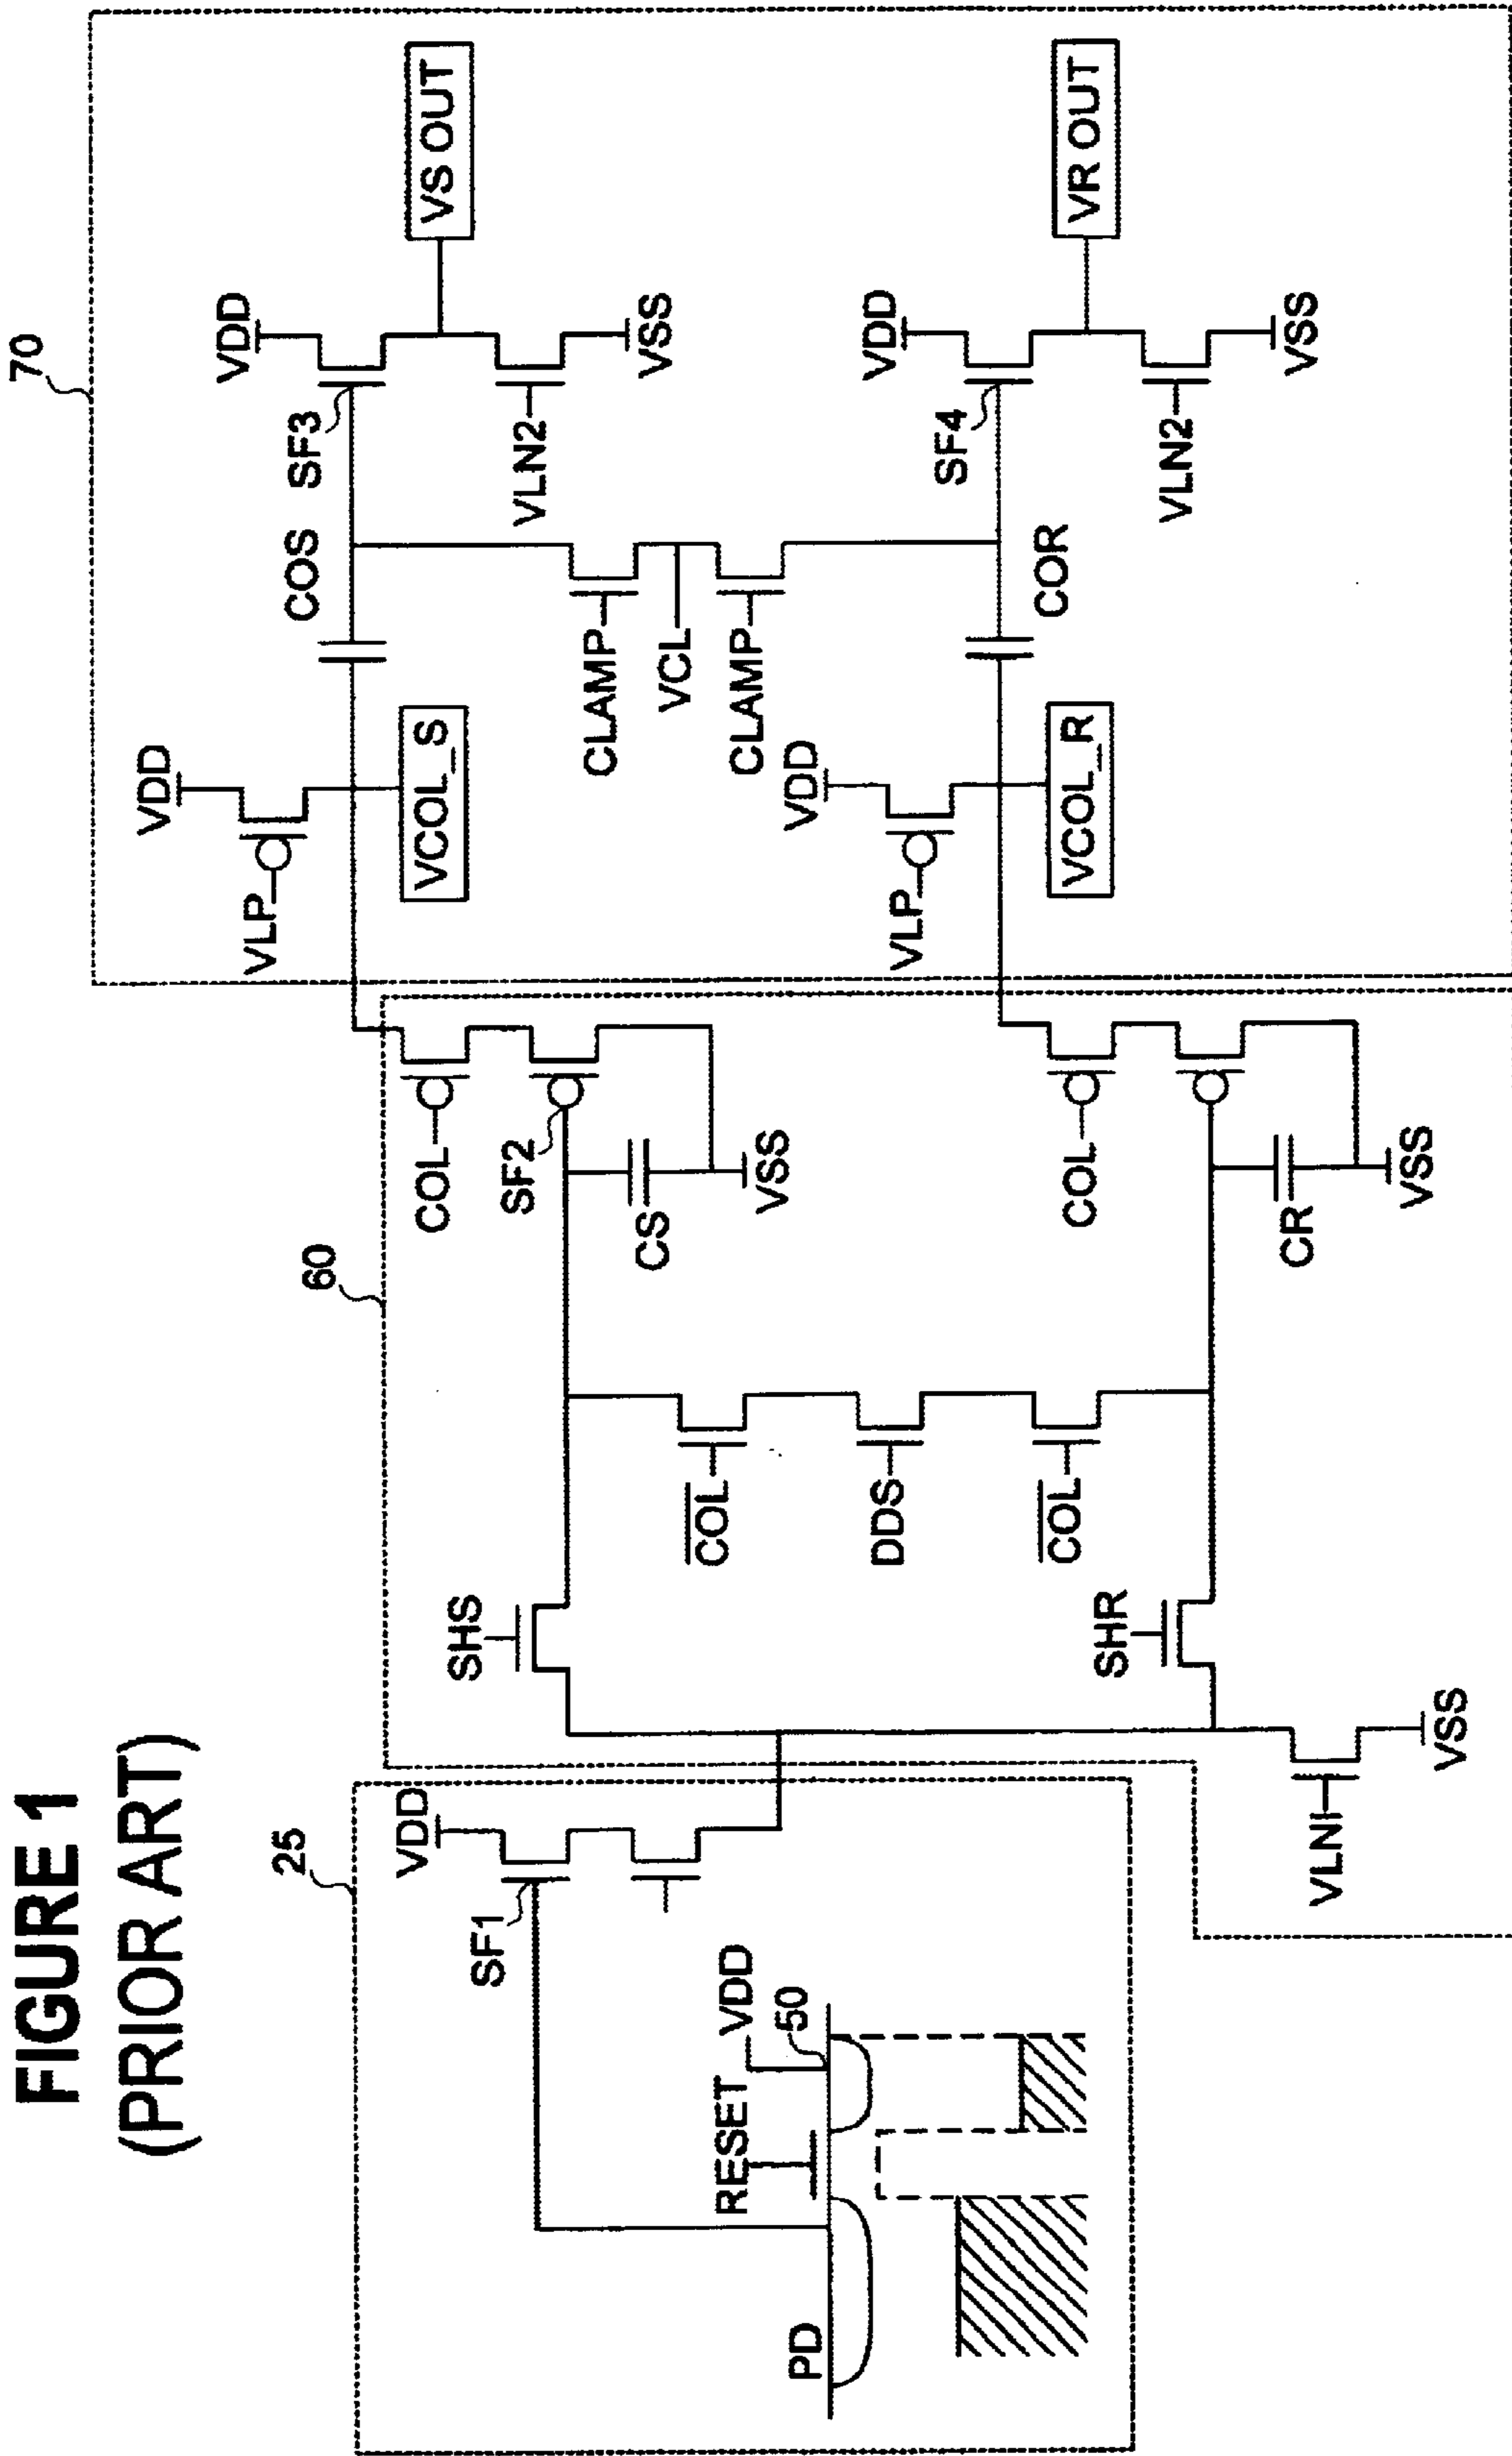 FIGURE 1
(PRIOR ART)
25
VDD
SF1
RESET
VDD
50
PD
60
SHS
COL
DDS
COL
SHR
VLN1
VSS
COL
SF2
CS
VSS
COL
CR
VSS
70
VDD
VLP
VCOL_S
COS
SF3
VDD
VS OUT
VLN2
VSS
CLAMP
VCL
CLAMP
VDD
VLP
VCOL_R
COR
SF4
VDD
VR OUT
VLN2
VSS